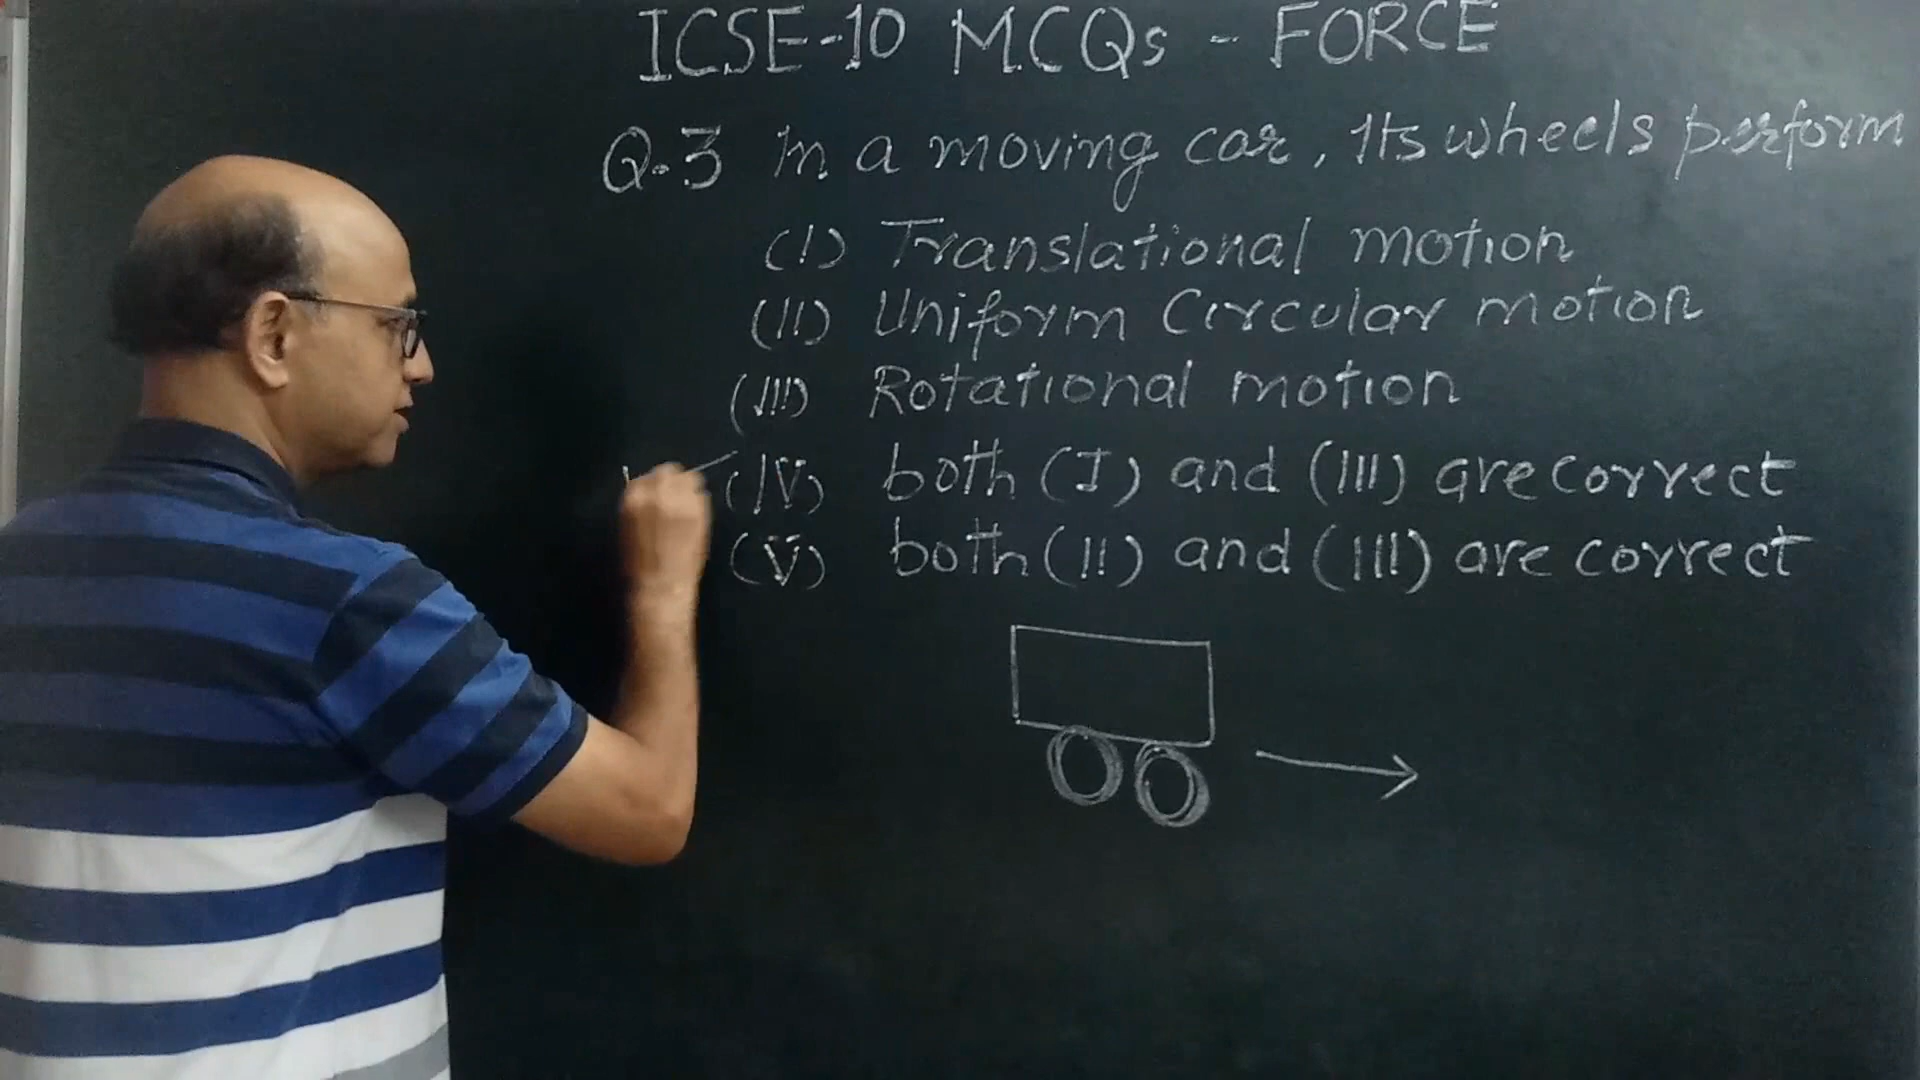 ICSE-10 MCQs - FORCE
Q.3 In a moving car, Its wheels perform
(I) Translational motion
(II) Uniform Circular motion
(III) Rotational motion
(IV) both (I) and (III) are correct
(V) both (II) and (III) are correct